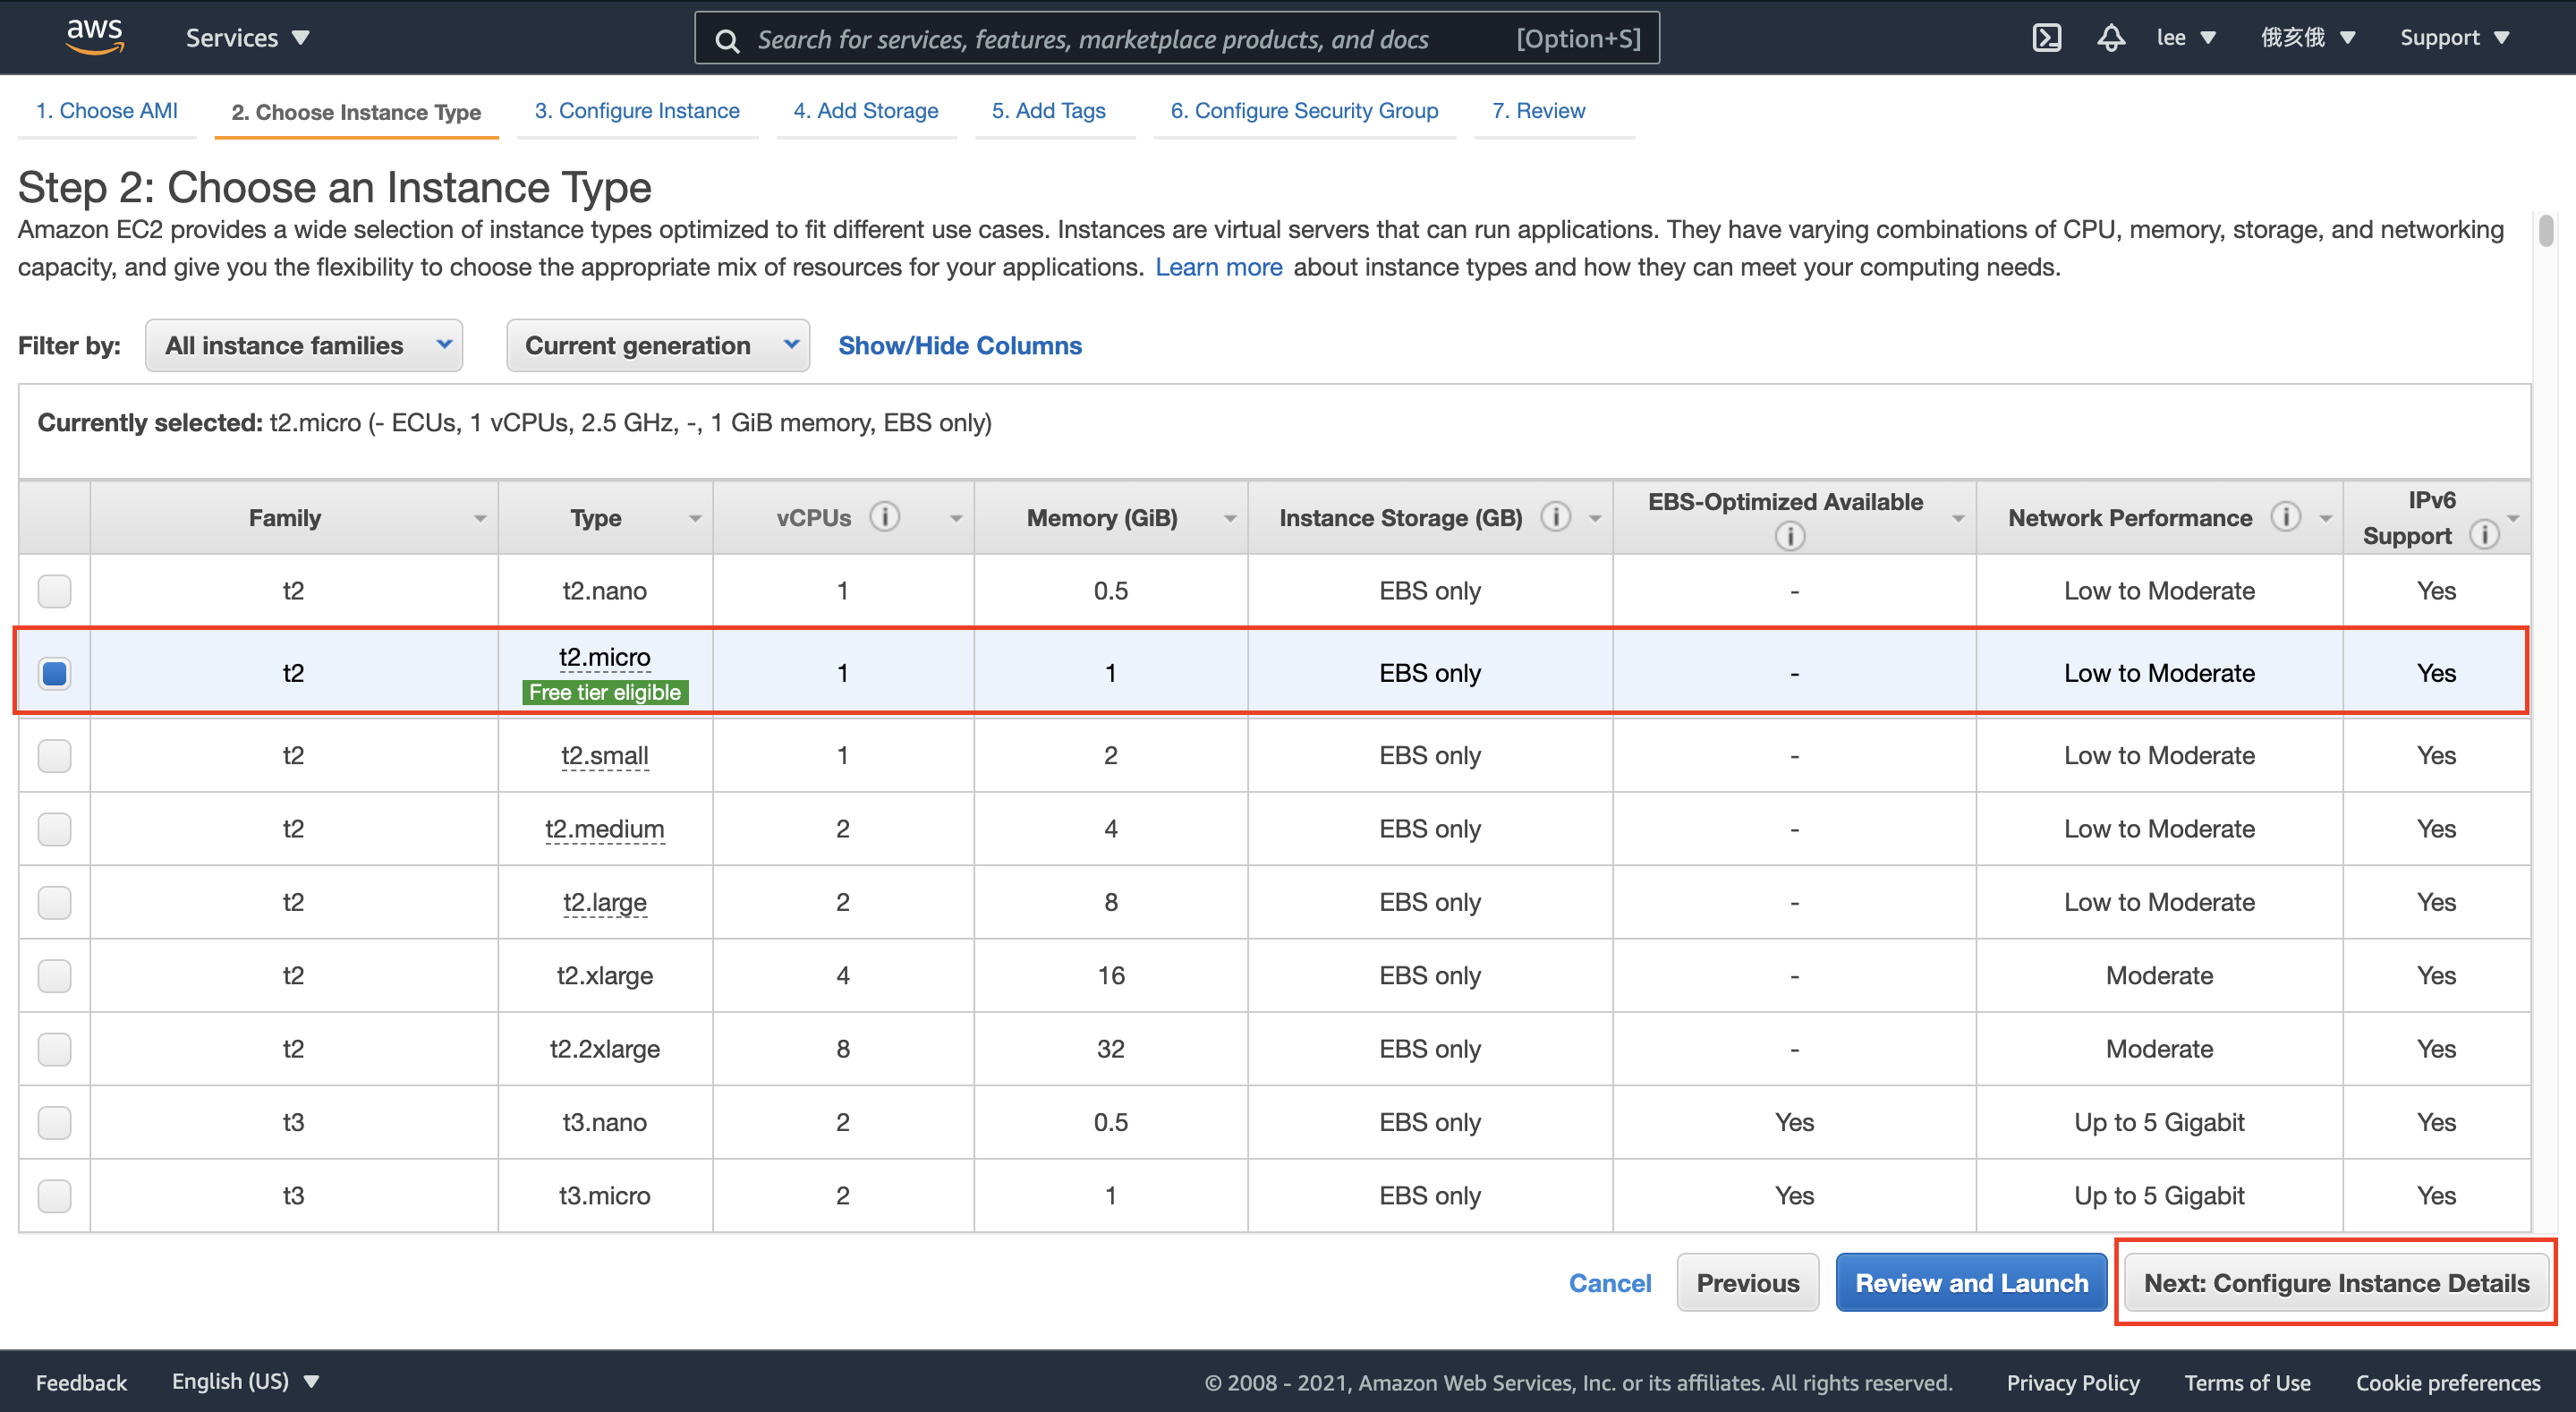 aws
Services ▼
Search for services, features, marketplace products, and docs [Option+S]
lee ▼
俄亥俄 ▼
Support ▼
1. Choose AMI
2. Choose Instance Type
3. Configure Instance
4. Add Storage
5. Add Tags
6. Configure Security Group
7. Review
Step 2: Choose an Instance Type
Amazon EC2 provides a wide selection of instance types optimized to fit different use cases. Instances are virtual servers that can run applications. They have varying combinations of CPU, memory, storage, and networking
capacity, and give you the flexibility to choose the appropriate mix of resources for your applications. Learn more about instance types and how they can meet your computing needs.
Filter by: All instance families Current generation Show/Hide Columns
Currently selected: t2.micro (- ECUs, 1 vCPUs, 2.5 GHz, -, 1 GiB memory, EBS only)
Family Type vCPUs Memory (GiB) Instance Storage (GB) EBS-Optimized Available Network Performance IPv6 Support
t2 t2.nano 1 0.5 EBS only - Low to Moderate Yes
t2 t2.micro Free tier eligible 1 1 EBS only - Low to Moderate Yes
t2 t2.small 1 2 EBS only - Low to Moderate Yes
t2 t2.medium 2 4 EBS only - Low to Moderate Yes
t2 t2.large 2 8 EBS only - Low to Moderate Yes
t2 t2.xlarge 4 16 EBS only - Moderate Yes
t2 t2.2xlarge 8 32 EBS only - Moderate Yes
t3 t3.nano 2 0.5 EBS only Yes Up to 5 Gigabit Yes
t3 t3.micro 2 1 EBS only Yes Up to 5 Gigabit Yes
Cancel Previous Review and Launch Next: Configure Instance Details
Feedback English (US) ▼ © 2008 - 2021, Amazon Web Services, Inc. or its affiliates. All rights reserved. Privacy Policy Terms of Use Cookie preferences